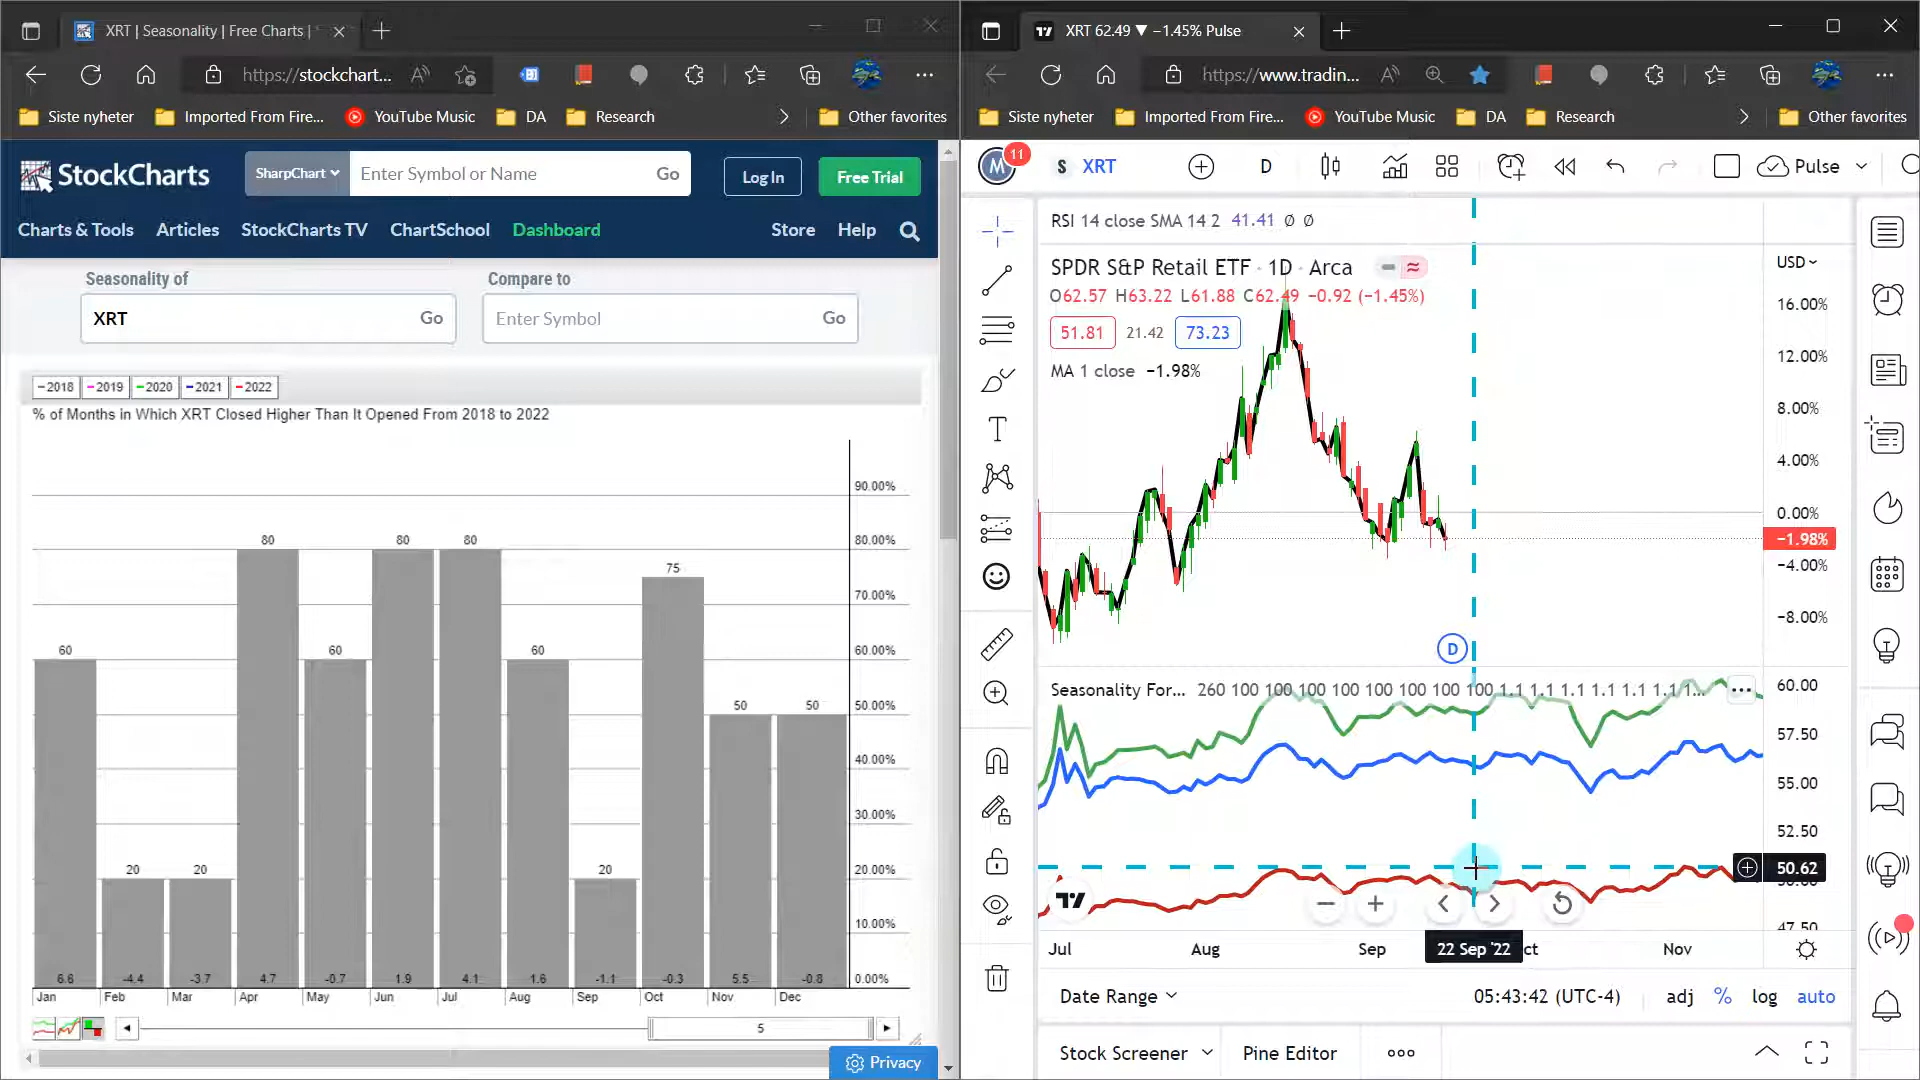 XRT | Seasonality | Free Charts |
https://stockchart...
Siste nyheter
Imported From Fire...
YouTube Music
DA
Research
Other favorites
StockCharts
SharpChart
Enter Symbol or Name
Go
Log In
Free Trial
Charts & Tools
Articles
StockCharts TV
ChartSchool
Dashboard
Store
Help
Seasonality of
Compare to
XRT
Go
Enter Symbol
Go
2018
2019
2020
2021
2022
% of Months in Which XRT Closed Higher Than It Opened From 2018 to 2022
90.00%
80.00%
70.00%
60.00%
50.00%
40.00%
30.00%
20.00%
10.00%
0.00%
60
20
20
80
60
80
80
60
20
75
50
50
6.6
-4.4
-3.7
4.7
-0.7
1.9
4.1
1.6
-1.1
-0.3
5.5
-0.8
Jan
Feb
Mar
Apr
May
Jun
Jul
Aug
Sep
Oct
Nov
Dec
5
Privacy
XRT 62.49 ▼ −1.45% Pulse
https://www.tradin...
Siste nyheter
Imported From Fire...
YouTube Music
DA
Research
Other favorites
M
11
S XRT
D
Pulse
RSI 14 close SMA 14 2 41.41 Ø Ø
SPDR S&P Retail ETF · 1D · Arca
O62.57 H63.22 L61.88 C62.49 −0.92 (−1.45%)
51.81
21.42
73.23
MA 1 close −1.98%
USD
16.00%
12.00%
8.00%
4.00%
0.00%
−1.98%
−4.00%
−8.00%
D
Seasonality For... 260 100 100 100 100 100 100 100 100 1.1 1.1 1.1 1.1 1.1 1.1 1...
60.00
57.50
55.00
52.50
50.62
47.50
Jul
Aug
Sep
22 Sep '22
ct
Nov
Date Range
05:43:42 (UTC-4)
adj
%
log
auto
Stock Screener
Pine Editor